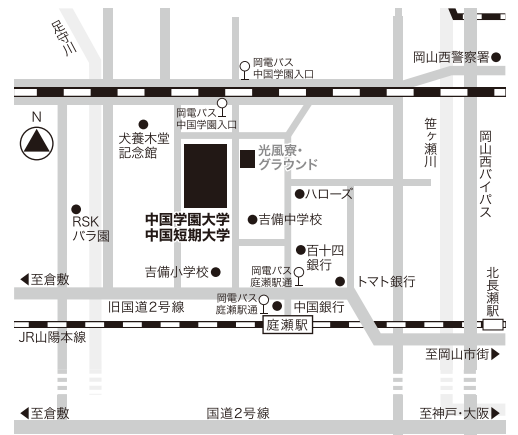 足守川
岡電バス
中国学園入口
岡山西警察署
N
岡電バス
中国学園入口
犬養木堂
記念館
光風寮・
グラウンド
笹ヶ瀬川
岡山西バイパス
ハローズ
RSK
バラ園
中国学園大学
中国短期大学
吉備中学校
百十四
銀行
吉備小学校
岡電バス
庭瀬駅通
トマト銀行
北長瀬駅
至倉敷
旧国道2号線
岡電バス
庭瀬駅通
中国銀行
庭瀬駅
JR山陽本線
至岡山市街
至倉敷
国道2号線
至神戸・大阪